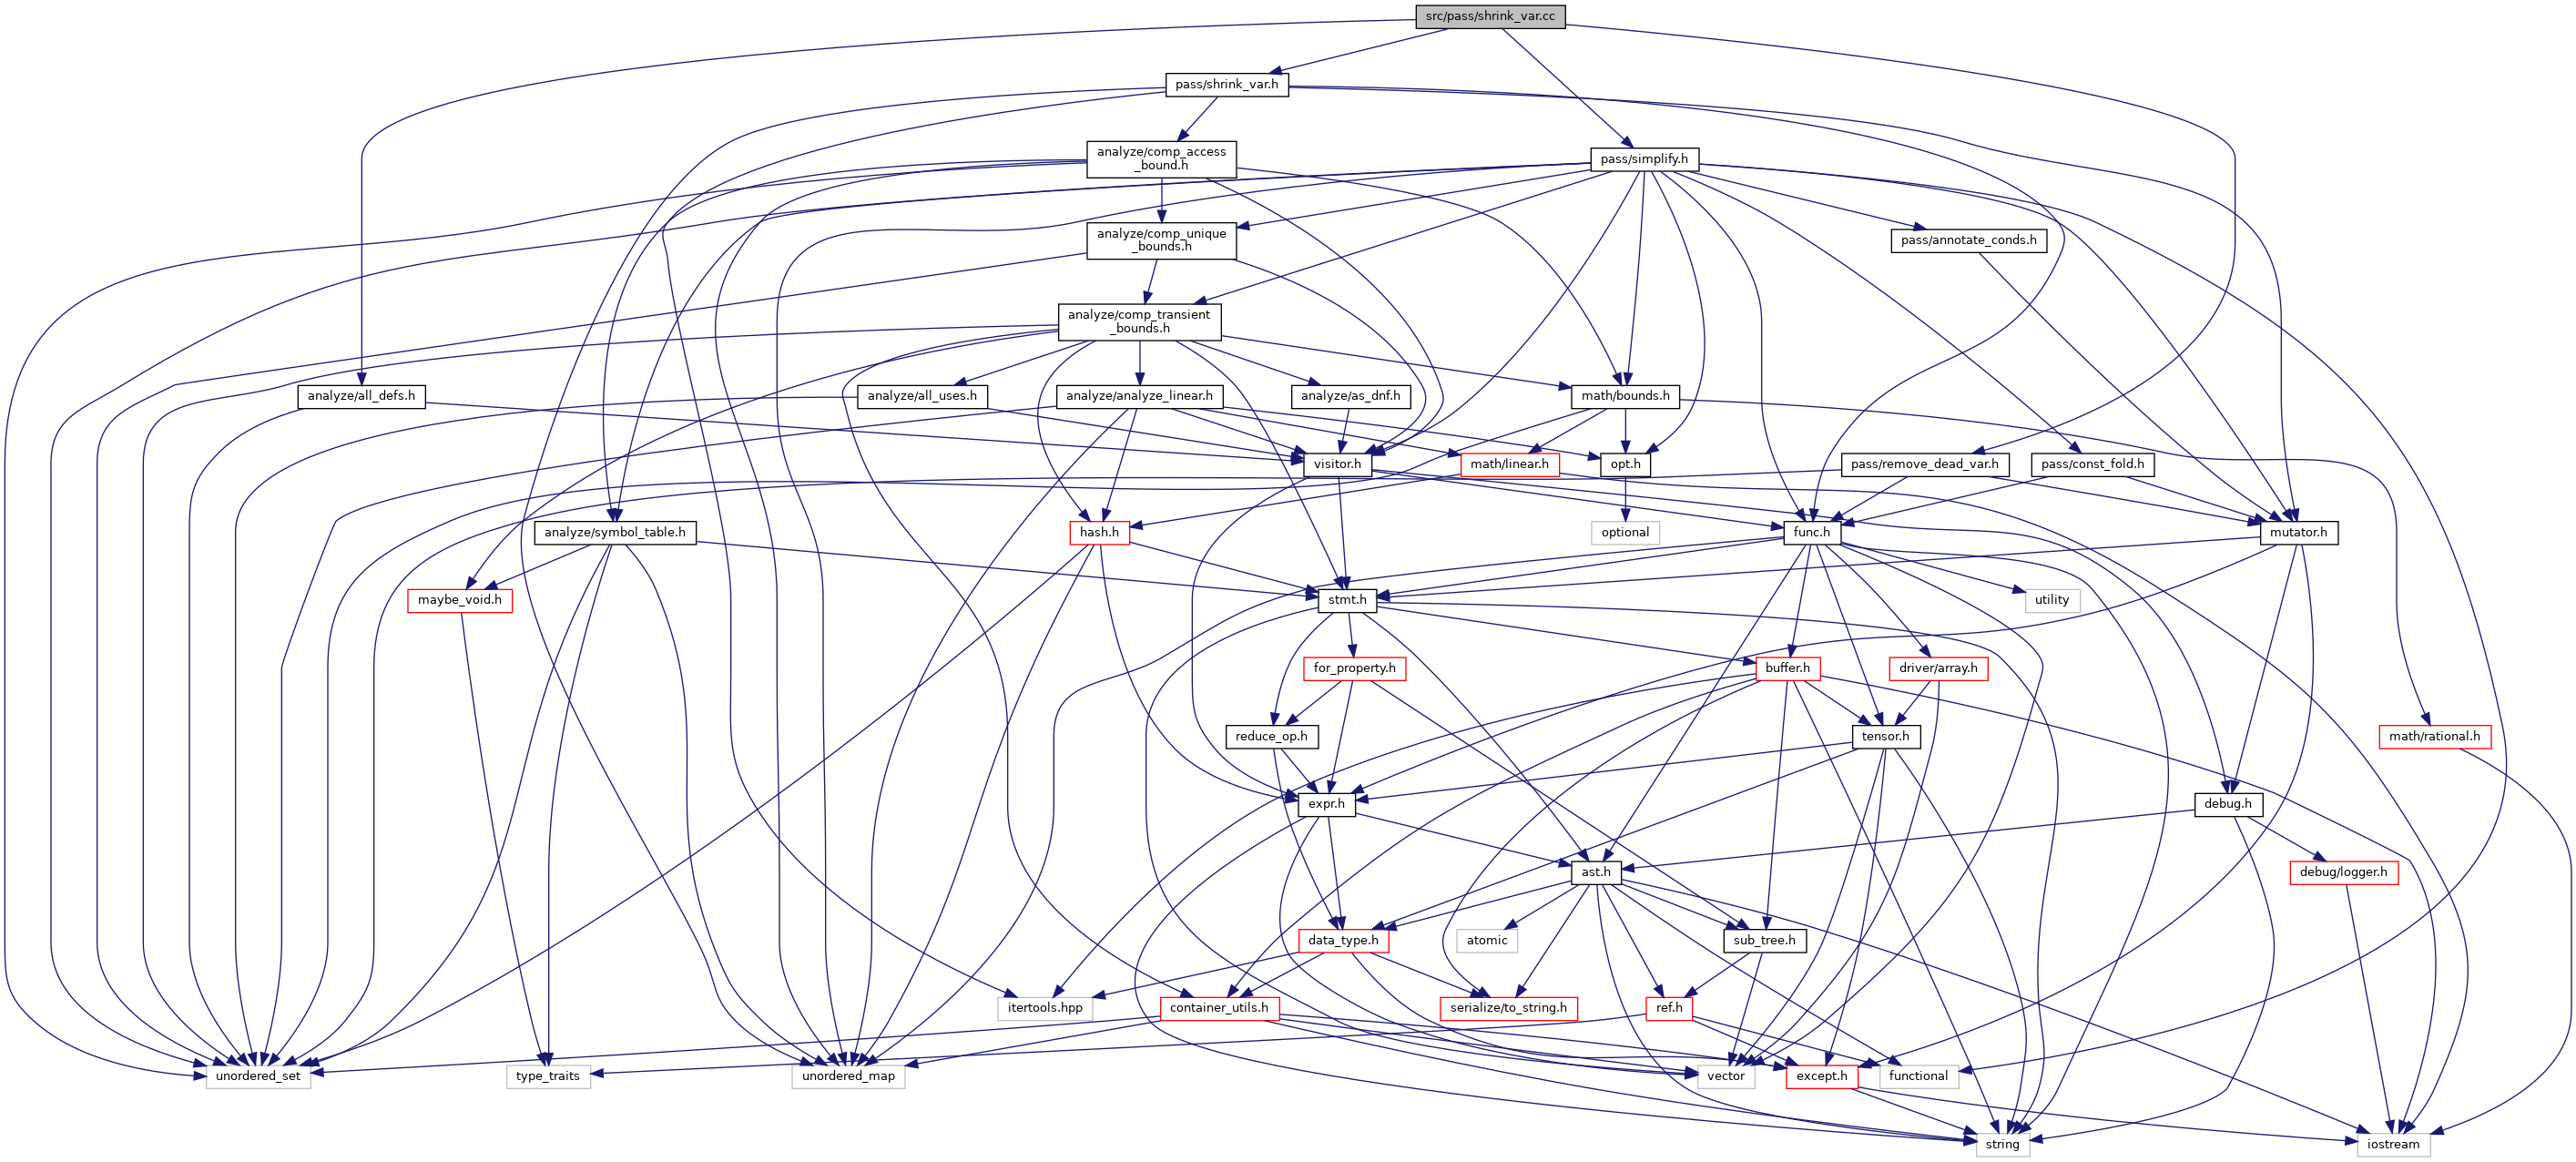 src/pass/shrink_var.cc
pass/shrink_var.h
analyze/comp_access
_bound.h
pass/simplify.h
analyze/comp_unique
_bounds.h
pass/annotate_conds.h
analyze/comp_transient
_bounds.h
analyze/all_defs.h
analyze/all_uses.h
analyze/analyze_linear.h
analyze/as_dnf.h
math/bounds.h
visitor.h
math/linear.h
opt.h
pass/remove_dead_var.h
pass/const_fold.h
analyze/symbol_table.h
hash.h
optional
func.h
mutator.h
maybe_void.h
stmt.h
utility
for_property.h
buffer.h
driver/array.h
reduce_op.h
tensor.h
math/rational.h
expr.h
debug.h
ast.h
debug/logger.h
data_type.h
atomic
sub_tree.h
itertools.hpp
container_utils.h
serialize/to_string.h
ref.h
unordered_set
type_traits
unordered_map
vector
except.h
functional
string
iostream